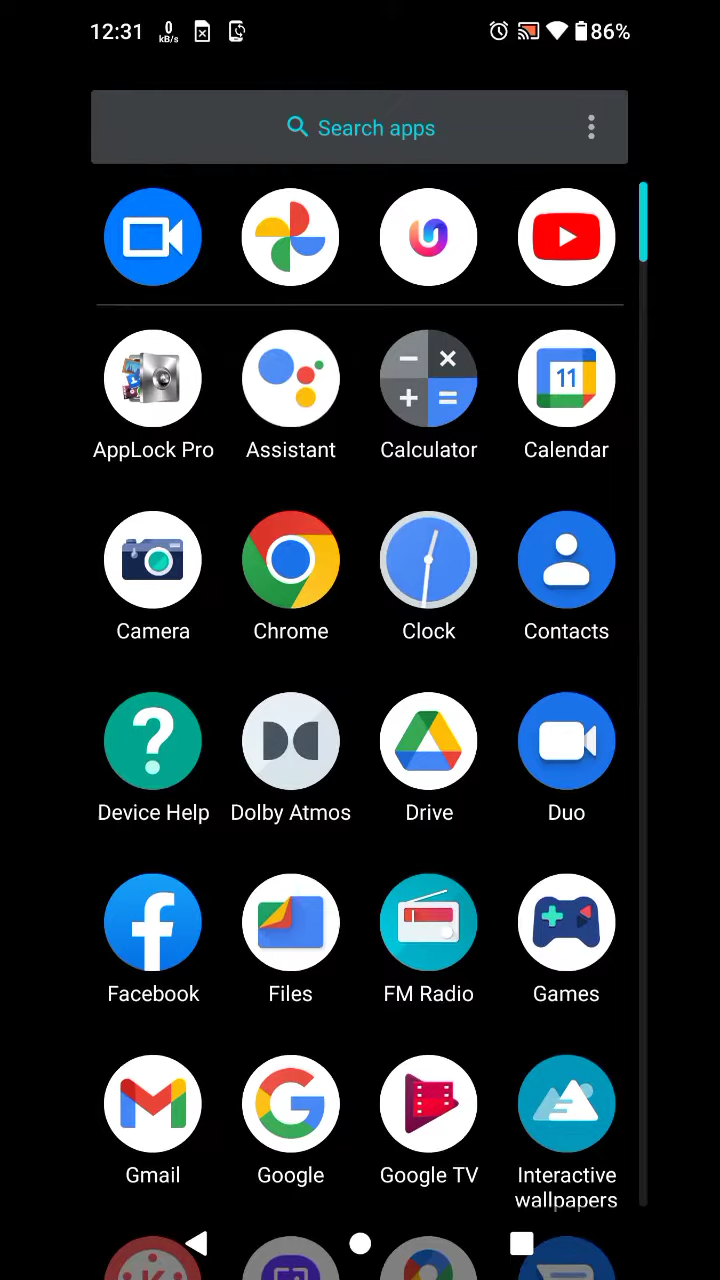 12:31 0 kB/s 86%
Search apps
AppLock Pro Assistant Calculator Calendar
11
Camera Chrome Clock Contacts
Device Help Dolby Atmos Drive Duo
Facebook Files FM Radio Games
Gmail Google Google TV Interactive
wallpapers